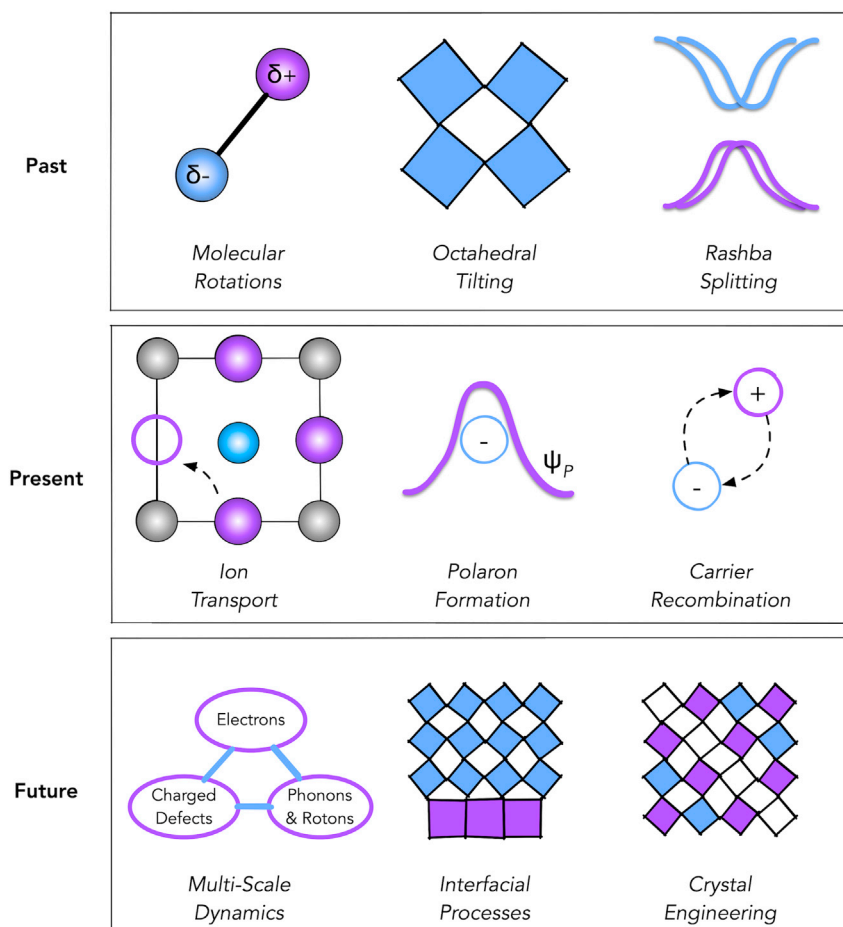 Past
δ+
δ-
Molecular
Rotations
Octahedral
Tilting
Rashba
Splitting
Present
-
ΨP
+
-
Ion
Transport
Polaron
Formation
Carrier
Recombination
Future
Electrons
Charged
Defects
Phonons
& Rotons
Multi-Scale
Dynamics
Interfacial
Processes
Crystal
Engineering